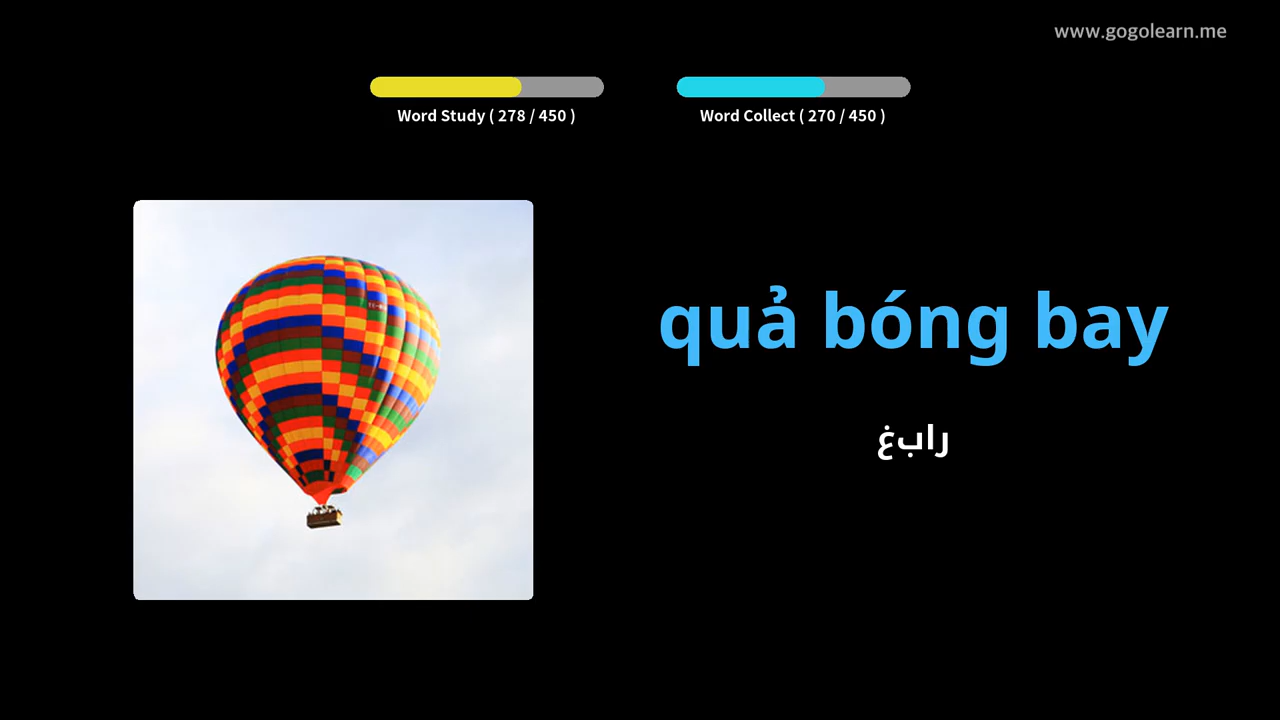 www.gogolearn.me
Word Study ( 278 / 450 )
Word Collect ( 270 / 450 )
quả bóng bay
رابغ